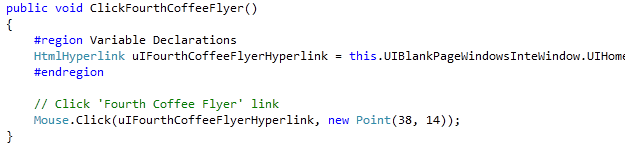 public void ClickFourthCoffeeFlyer()
{
#region Variable Declarations
HtmlHyperlink uIFourthCoffeeFlyerHyperlink = this.UIBlankPageWindowsInteWindow.UIHome
#endregion
// Click 'Fourth Coffee Flyer' link
Mouse.Click(uIFourthCoffeeFlyerHyperlink, new Point(38, 14));
}